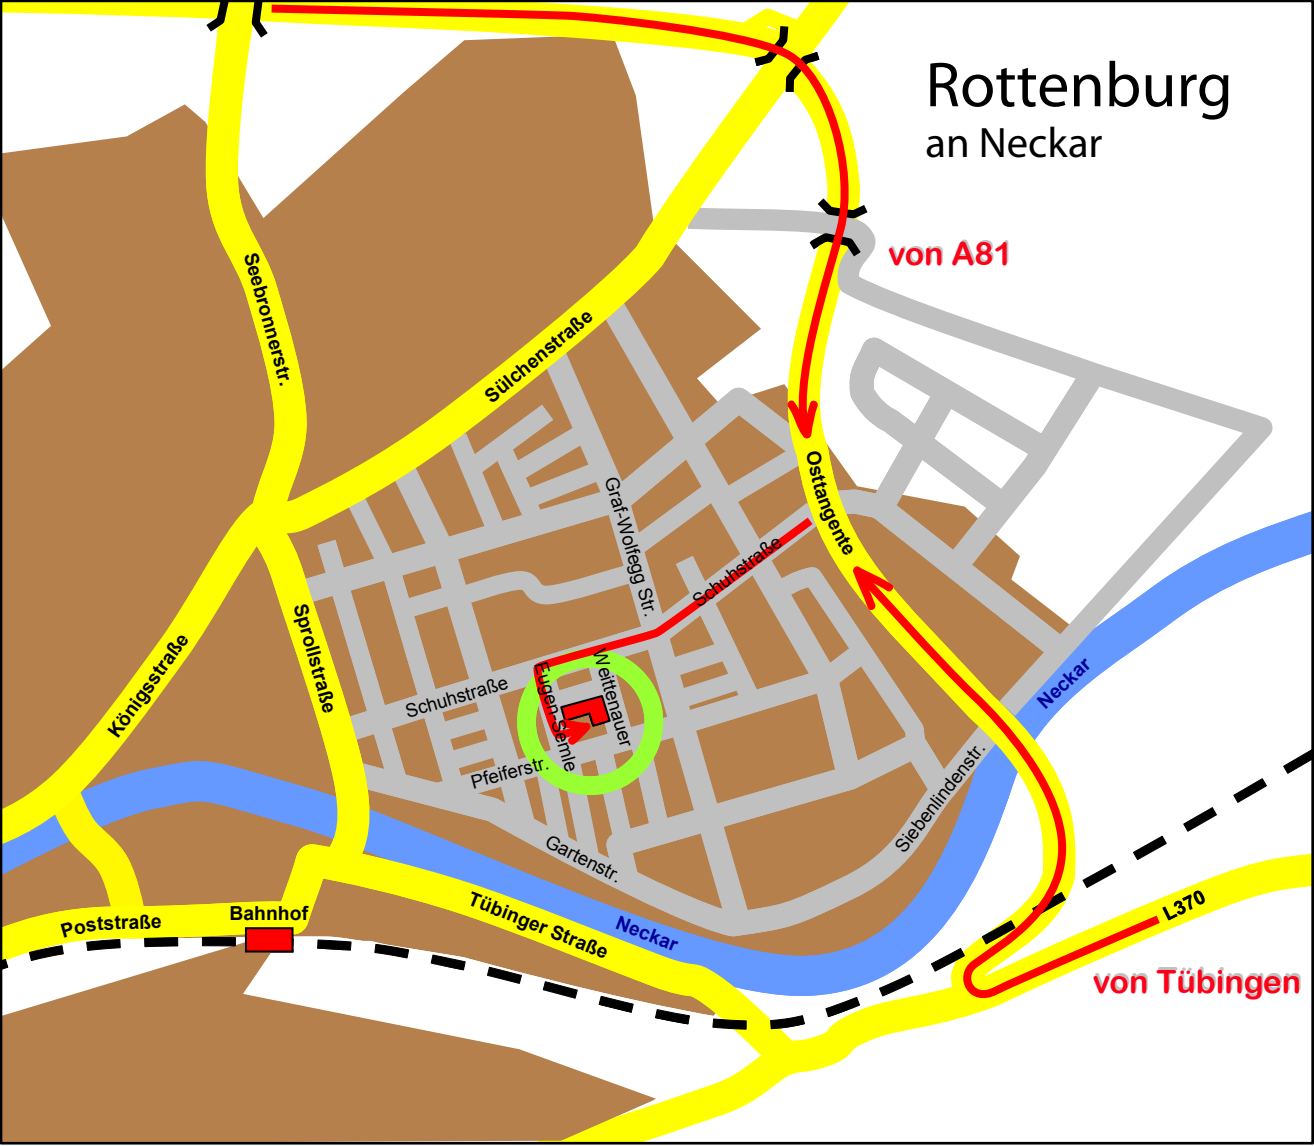 Rottenburg
an Neckar
von A81
Seebronnerstr.
Sülchenstraße
Osttangente
Graf-Wolfegg Str.
Schuhstraße
Sprollstraße
Königsstraße
Schuhstraße
Eugen-Semle
Weittenauer
Pfeiferstr.
Neckar
Siebenlindenstr.
Gartenstr.
Poststraße
Bahnhof
Tübinger Straße
Neckar
L370
von Tübingen